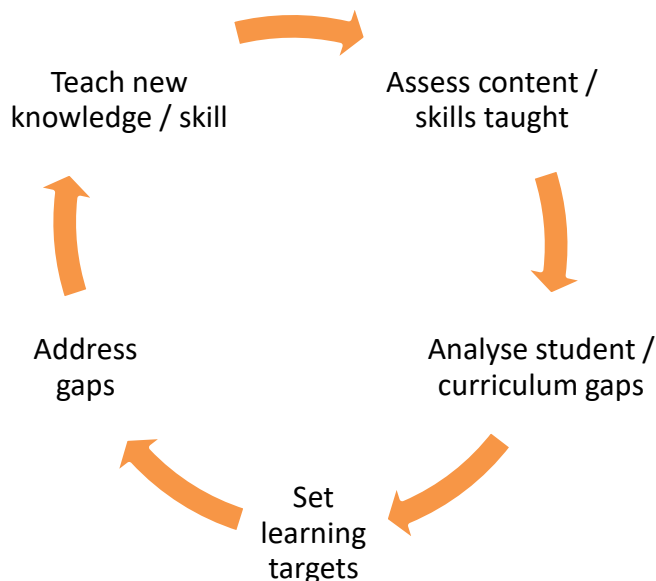 Teach new
knowledge / skill
Assess content /
skills taught
Analyse student /
curriculum gaps
Set
learning
targets
Address
gaps